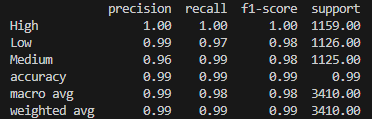 precision recall f1-score support
High 1.00 1.00 1.00 1159.00
Low 0.99 0.97 0.98 1126.00
Medium 0.96 0.99 0.98 1125.00
accuracy 0.99 0.99 0.99 0.99
macro avg 0.99 0.98 0.98 3410.00
weighted avg 0.99 0.99 0.99 3410.00